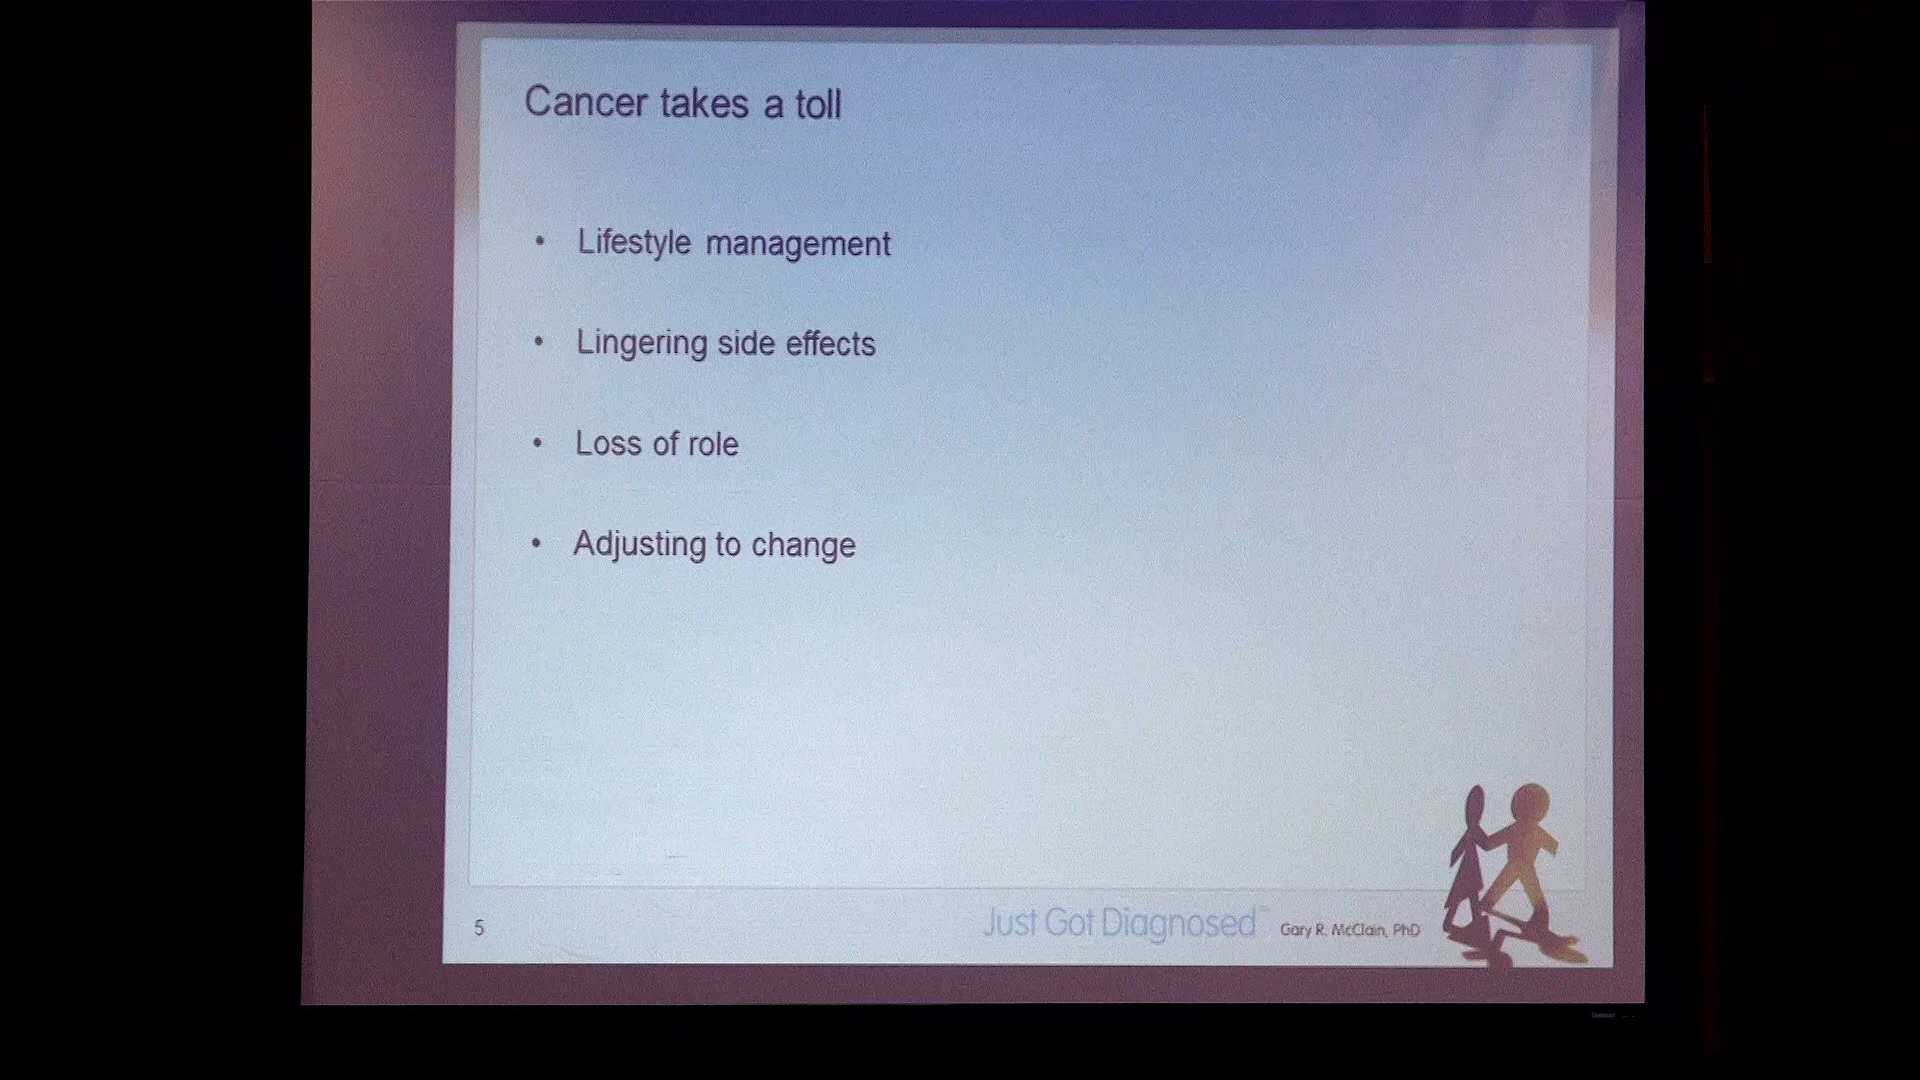 Cancer takes a toll
• Lifestyle management
• Lingering side effects
• Loss of role
• Adjusting to change
5
Just Got Diagnosed™ Gary R. McClain, PhD